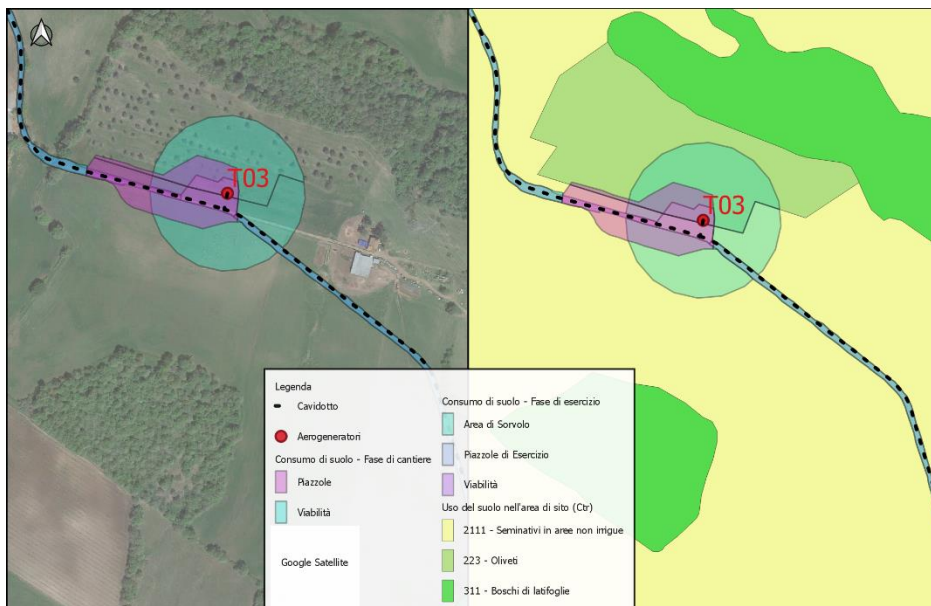 T03
T03
Legenda
Cavidotto
Aerogeneratori
Consumo di suolo - Fase di cantiere
Piazzole
Viabilità
Google Satellite
Consumo di suolo - Fase di esercizio
Area di Sorvolo
Piazzole di Esercizio
Viabilità
Uso del suolo nell'area di sito (Ctr)
2111 - Seminativi in aree non irrigue
223 - Oliveti
311 - Boschi di latifoglie